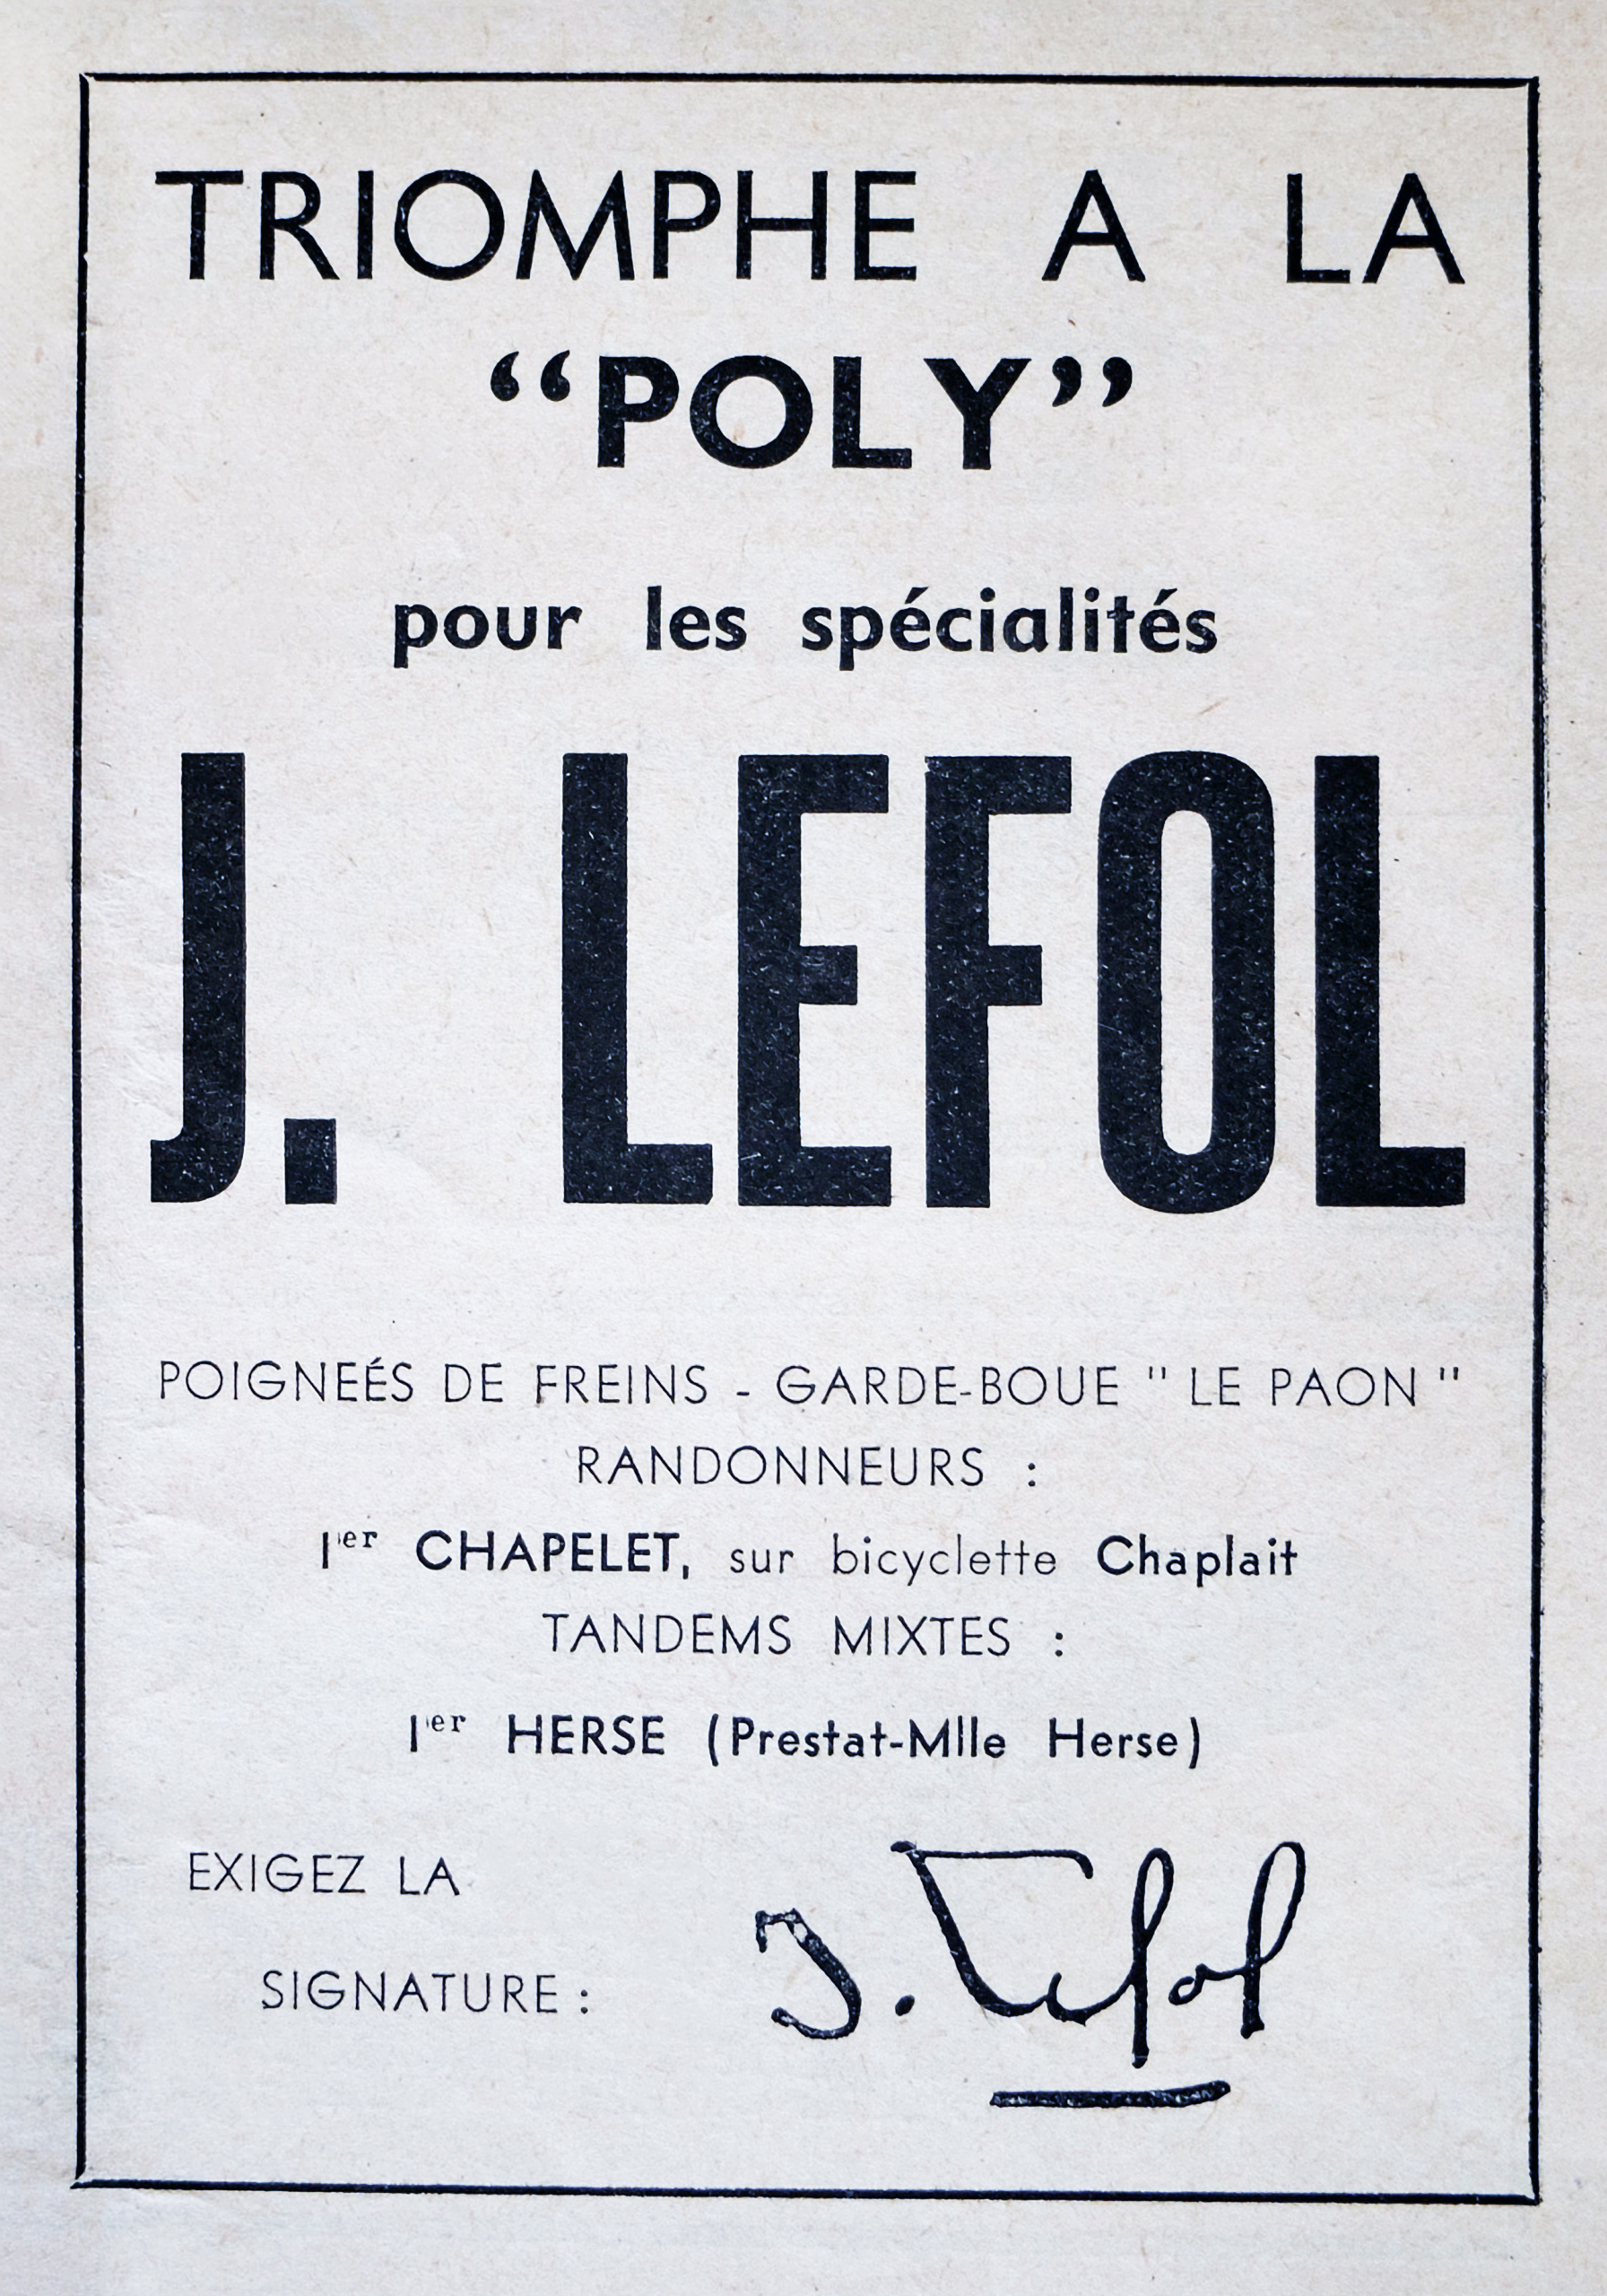 TRIOMPHE A LA
“POLY”
pour les spécialités
J. LEFOL
POIGNEÉS DE FREINS - GARDE-BOUE " LE PAON "
RANDONNEURS :
1er CHAPELET, sur bicyclette Chaplait
TANDEMS MIXTES :
1er HERSE (Prestat-Mlle Herse)
EXIGEZ LA
SIGNATURE :
J. Lefol